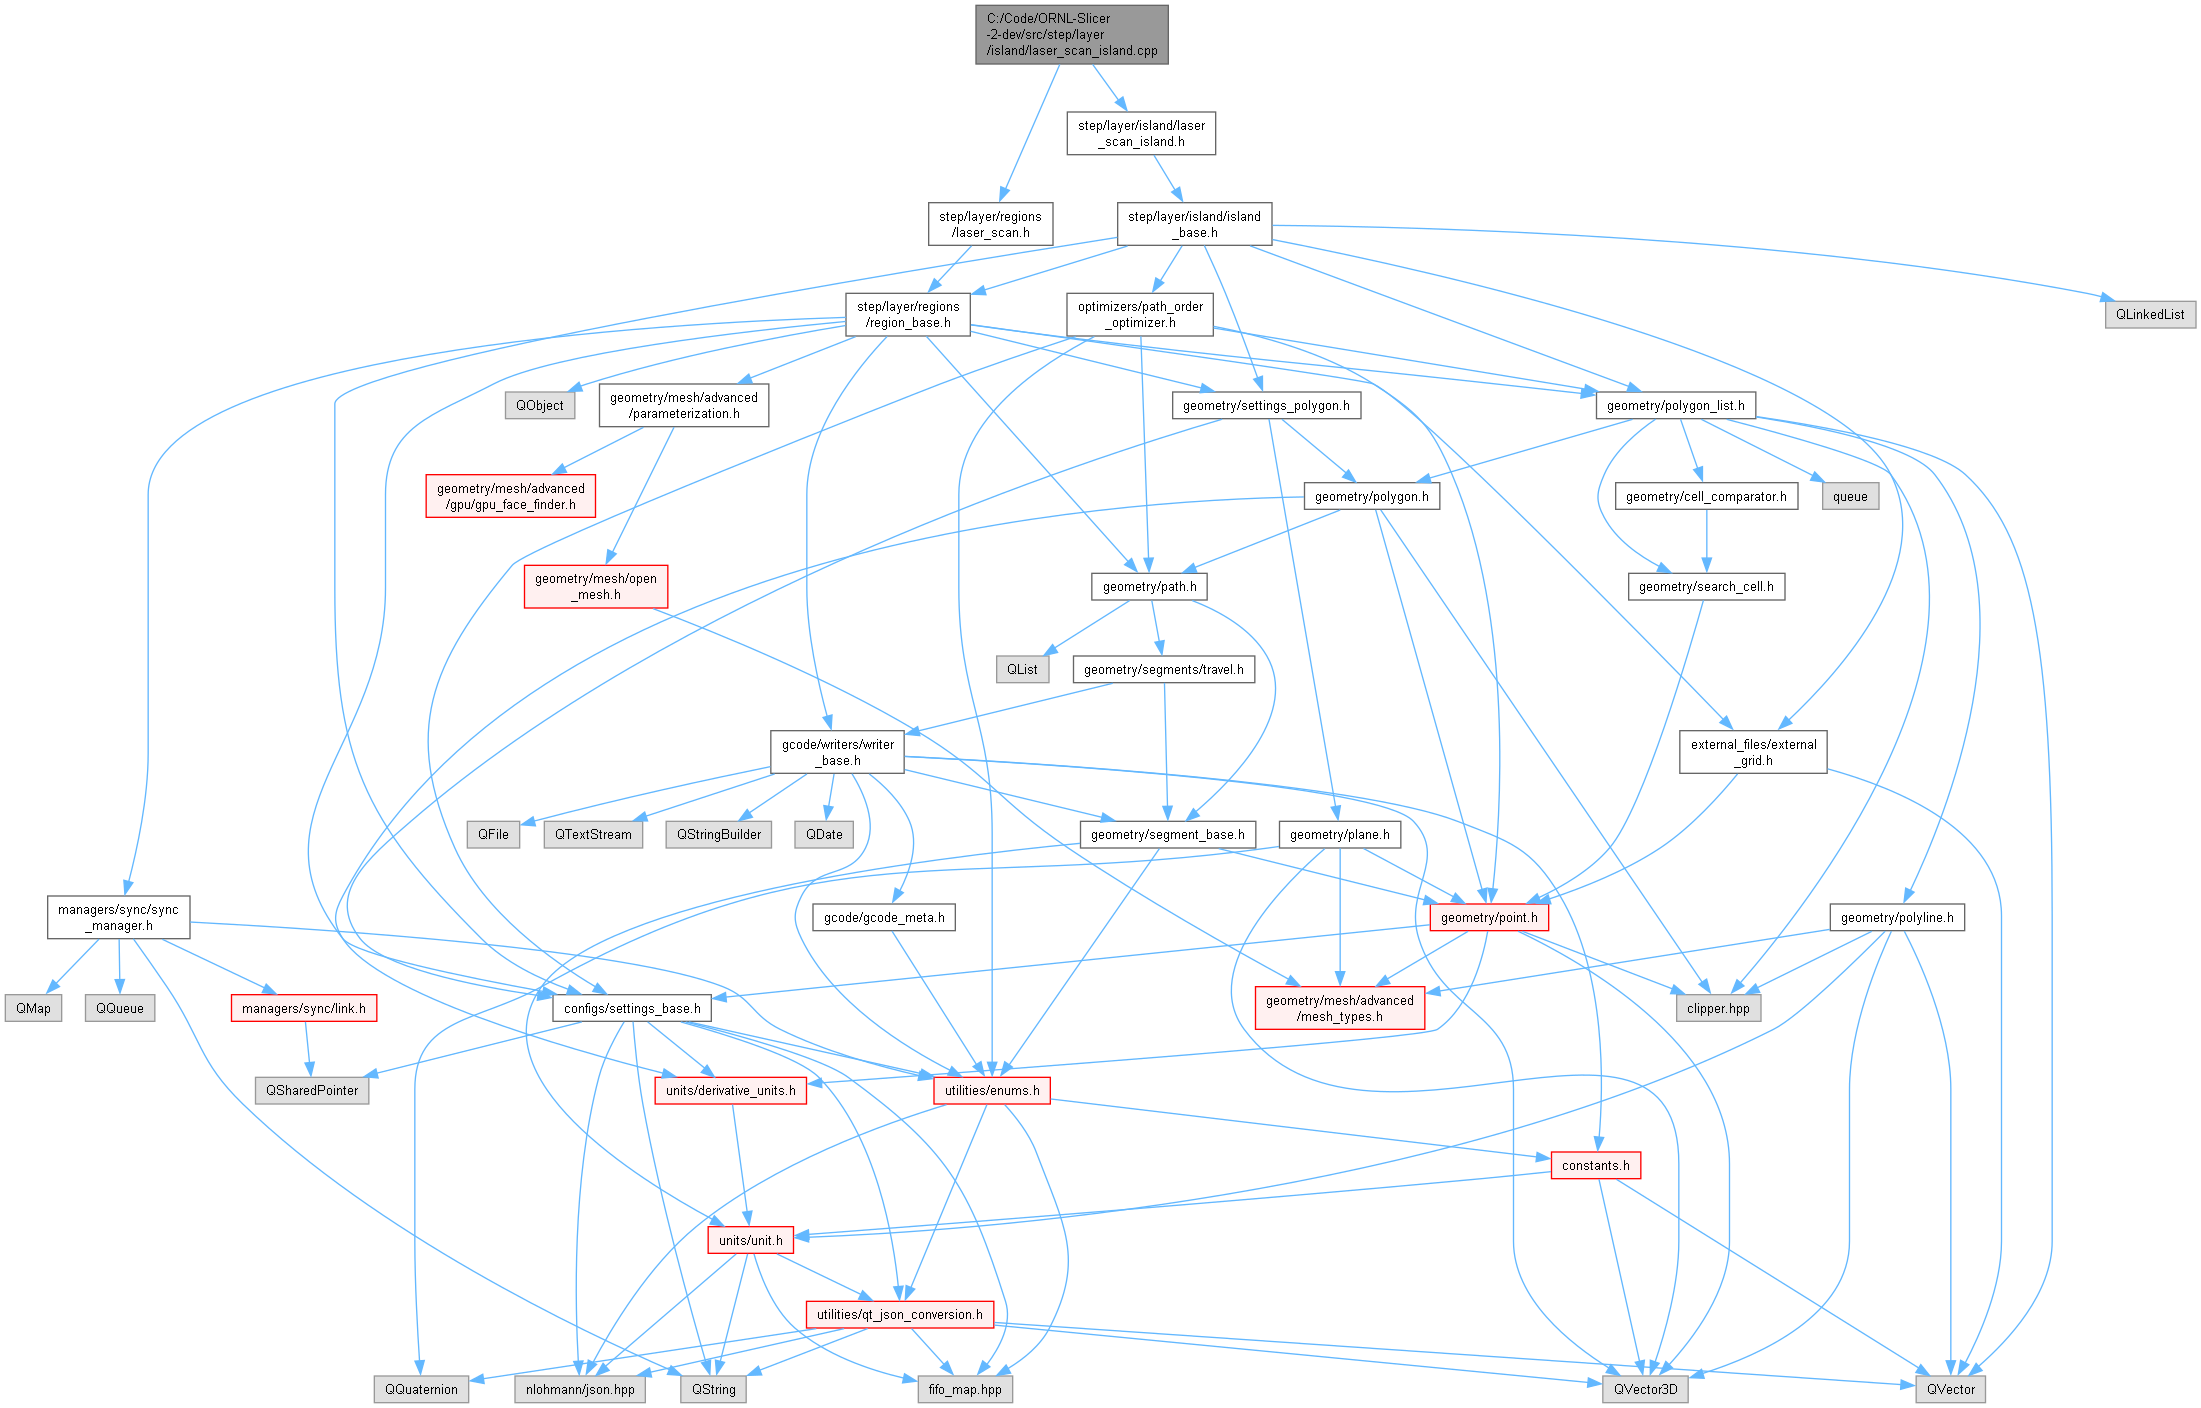 C:/Code/ORNL-Slicer
-2-dev/src/step/layer
/island/laser_scan_island.cpp
step/layer/island/laser
_scan_island.h
step/layer/regions
/laser_scan.h
step/layer/island/island
_base.h
step/layer/regions
/region_base.h
optimizers/path_order
_optimizer.h
QLinkedList
QObject
geometry/mesh/advanced
/parameterization.h
geometry/settings_polygon.h
geometry/polygon_list.h
geometry/mesh/advanced
/gpu/gpu_face_finder.h
geometry/polygon.h
geometry/cell_comparator.h
queue
geometry/mesh/open
_mesh.h
geometry/path.h
geometry/search_cell.h
QList
geometry/segments/travel.h
gcode/writers/writer
_base.h
external_files/external
_grid.h
QFile
QTextStream
QStringBuilder
QDate
geometry/segment_base.h
geometry/plane.h
managers/sync/sync
_manager.h
gcode/gcode_meta.h
geometry/point.h
geometry/polyline.h
QMap
QQueue
managers/sync/link.h
configs/settings_base.h
geometry/mesh/advanced
/mesh_types.h
clipper.hpp
QSharedPointer
units/derivative_units.h
utilities/enums.h
constants.h
units/unit.h
utilities/qt_json_conversion.h
QQuaternion
nlohmann/json.hpp
QString
fifo_map.hpp
QVector3D
QVector